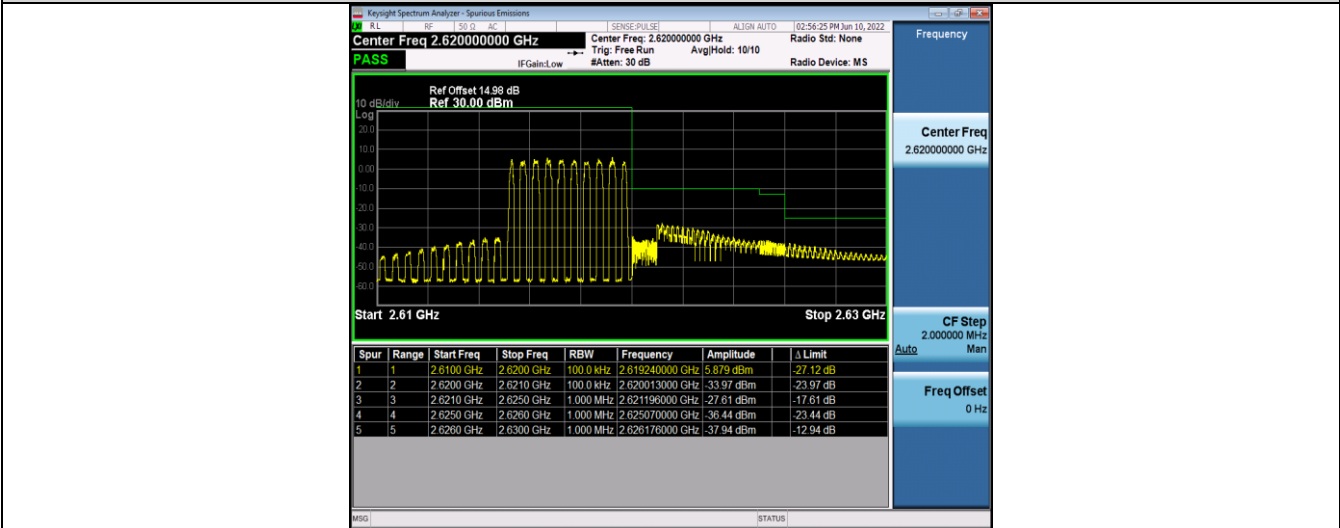 Keysight Spectrum Analyzer - Spurious Emissions
RL RF 50 Ω AC SENSE:PULSE ALIGN AUTO 02:56:25 PM Jun 10, 2022
Center Freq 2.620000000 GHz
Center Freq: 2.620000000 GHz
Radio Std: None
Trig: Free Run Avg|Hold: 10/10
PASS
IFGain:Low
#Atten: 30 dB
Radio Device: MS
Ref Offset 14.98 dB
10 dB/div Ref 30.00 dBm
Log
20.0
10.0
0.00
-10.0
-20.0
-30.0
-40.0
-50.0
-60.0
Start 2.61 GHz Stop 2.63 GHz
Spur Range Start Freq Stop Freq RBW Frequency Amplitude Δ Limit
1 1 2.6100 GHz 2.6200 GHz 100.0 kHz 2.619240000 GHz 5.879 dBm -27.12 dB
2 2 2.6200 GHz 2.6210 GHz 100.0 kHz 2.620013000 GHz -33.97 dBm -23.97 dB
3 3 2.6210 GHz 2.6250 GHz 1.000 MHz 2.621196000 GHz -27.61 dBm -17.61 dB
4 4 2.6250 GHz 2.6260 GHz 1.000 MHz 2.625070000 GHz -36.44 dBm -23.44 dB
5 5 2.6260 GHz 2.6300 GHz 1.000 MHz 2.626176000 GHz -37.94 dBm -12.94 dB
MSG STATUS
Frequency
Center Freq
2.620000000 GHz
CF Step
2.000000 MHz
Auto Man
Freq Offset
0 Hz